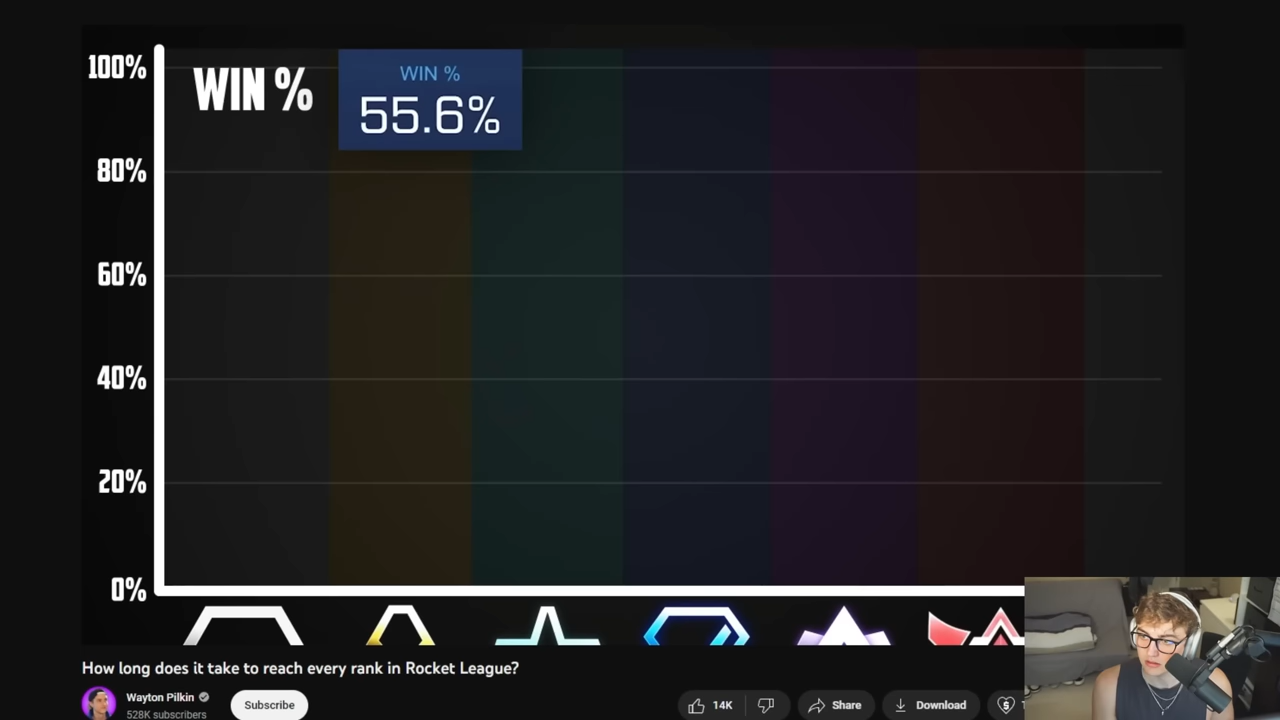 100%
WIN %
WIN %
55.6%
80%
60%
40%
20%
0%
How long does it take to reach every rank in Rocket League?
Wayton Pilkin
528K subscribers
Subscribe
14K
Share
Download